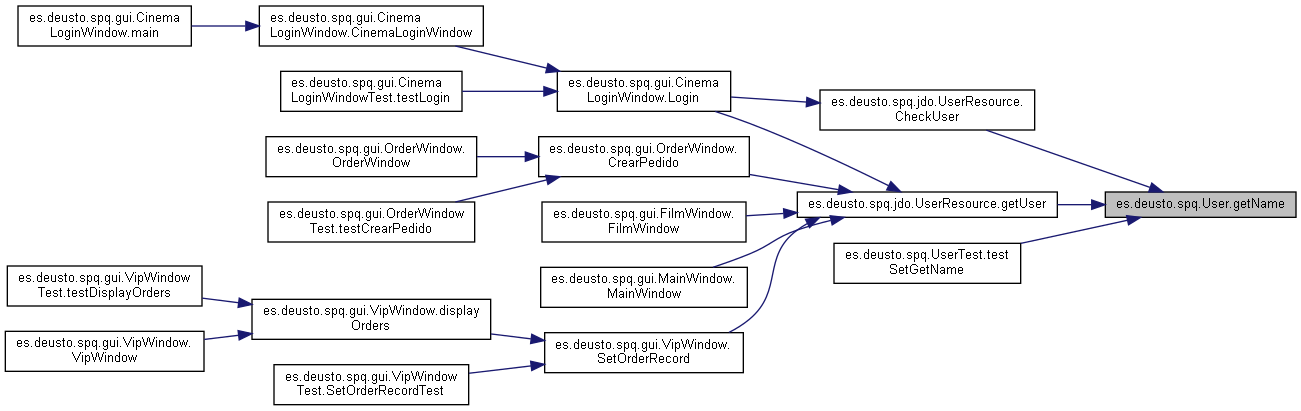 es.deusto.spq.gui.Cinema
LoginWindow.main
es.deusto.spq.gui.Cinema
LoginWindow.CinemaLoginWindow
es.deusto.spq.gui.Cinema
LoginWindowTest.testLogin
es.deusto.spq.gui.Cinema
LoginWindow.Login
es.deusto.spq.jdo.UserResource.
CheckUser
es.deusto.spq.gui.OrderWindow.
OrderWindow
es.deusto.spq.gui.OrderWindow.
CrearPedido
es.deusto.spq.gui.OrderWindow
Test.testCrearPedido
es.deusto.spq.gui.FilmWindow.
FilmWindow
es.deusto.spq.jdo.UserResource.getUser
es.deusto.spq.User.getName
es.deusto.spq.UserTest.test
SetGetName
es.deusto.spq.gui.MainWindow.
MainWindow
es.deusto.spq.gui.VipWindow
Test.testDisplayOrders
es.deusto.spq.gui.VipWindow.display
Orders
es.deusto.spq.gui.VipWindow.
VipWindow
es.deusto.spq.gui.VipWindow.
SetOrderRecord
es.deusto.spq.gui.VipWindow
Test.SetOrderRecordTest